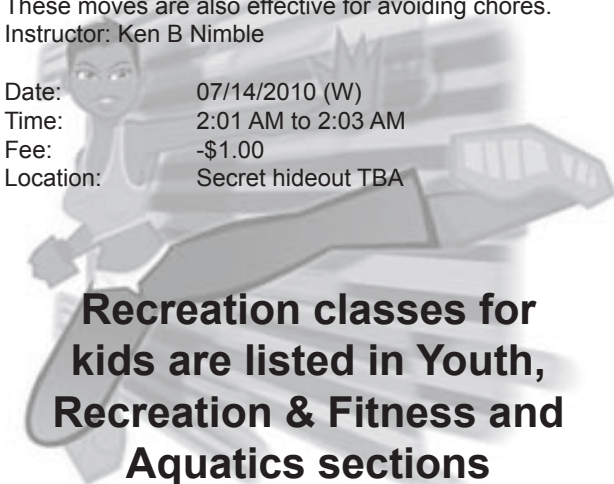 These moves are also effective for avoiding chores.
Instructor: Ken B Nimble
Date: 07/14/2010 (W)
Time: 2:01 AM to 2:03 AM
Fee: -$1.00
Location: Secret hideout TBA
Recreation classes for
kids are listed in Youth,
Recreation & Fitness and
Aquatics sections